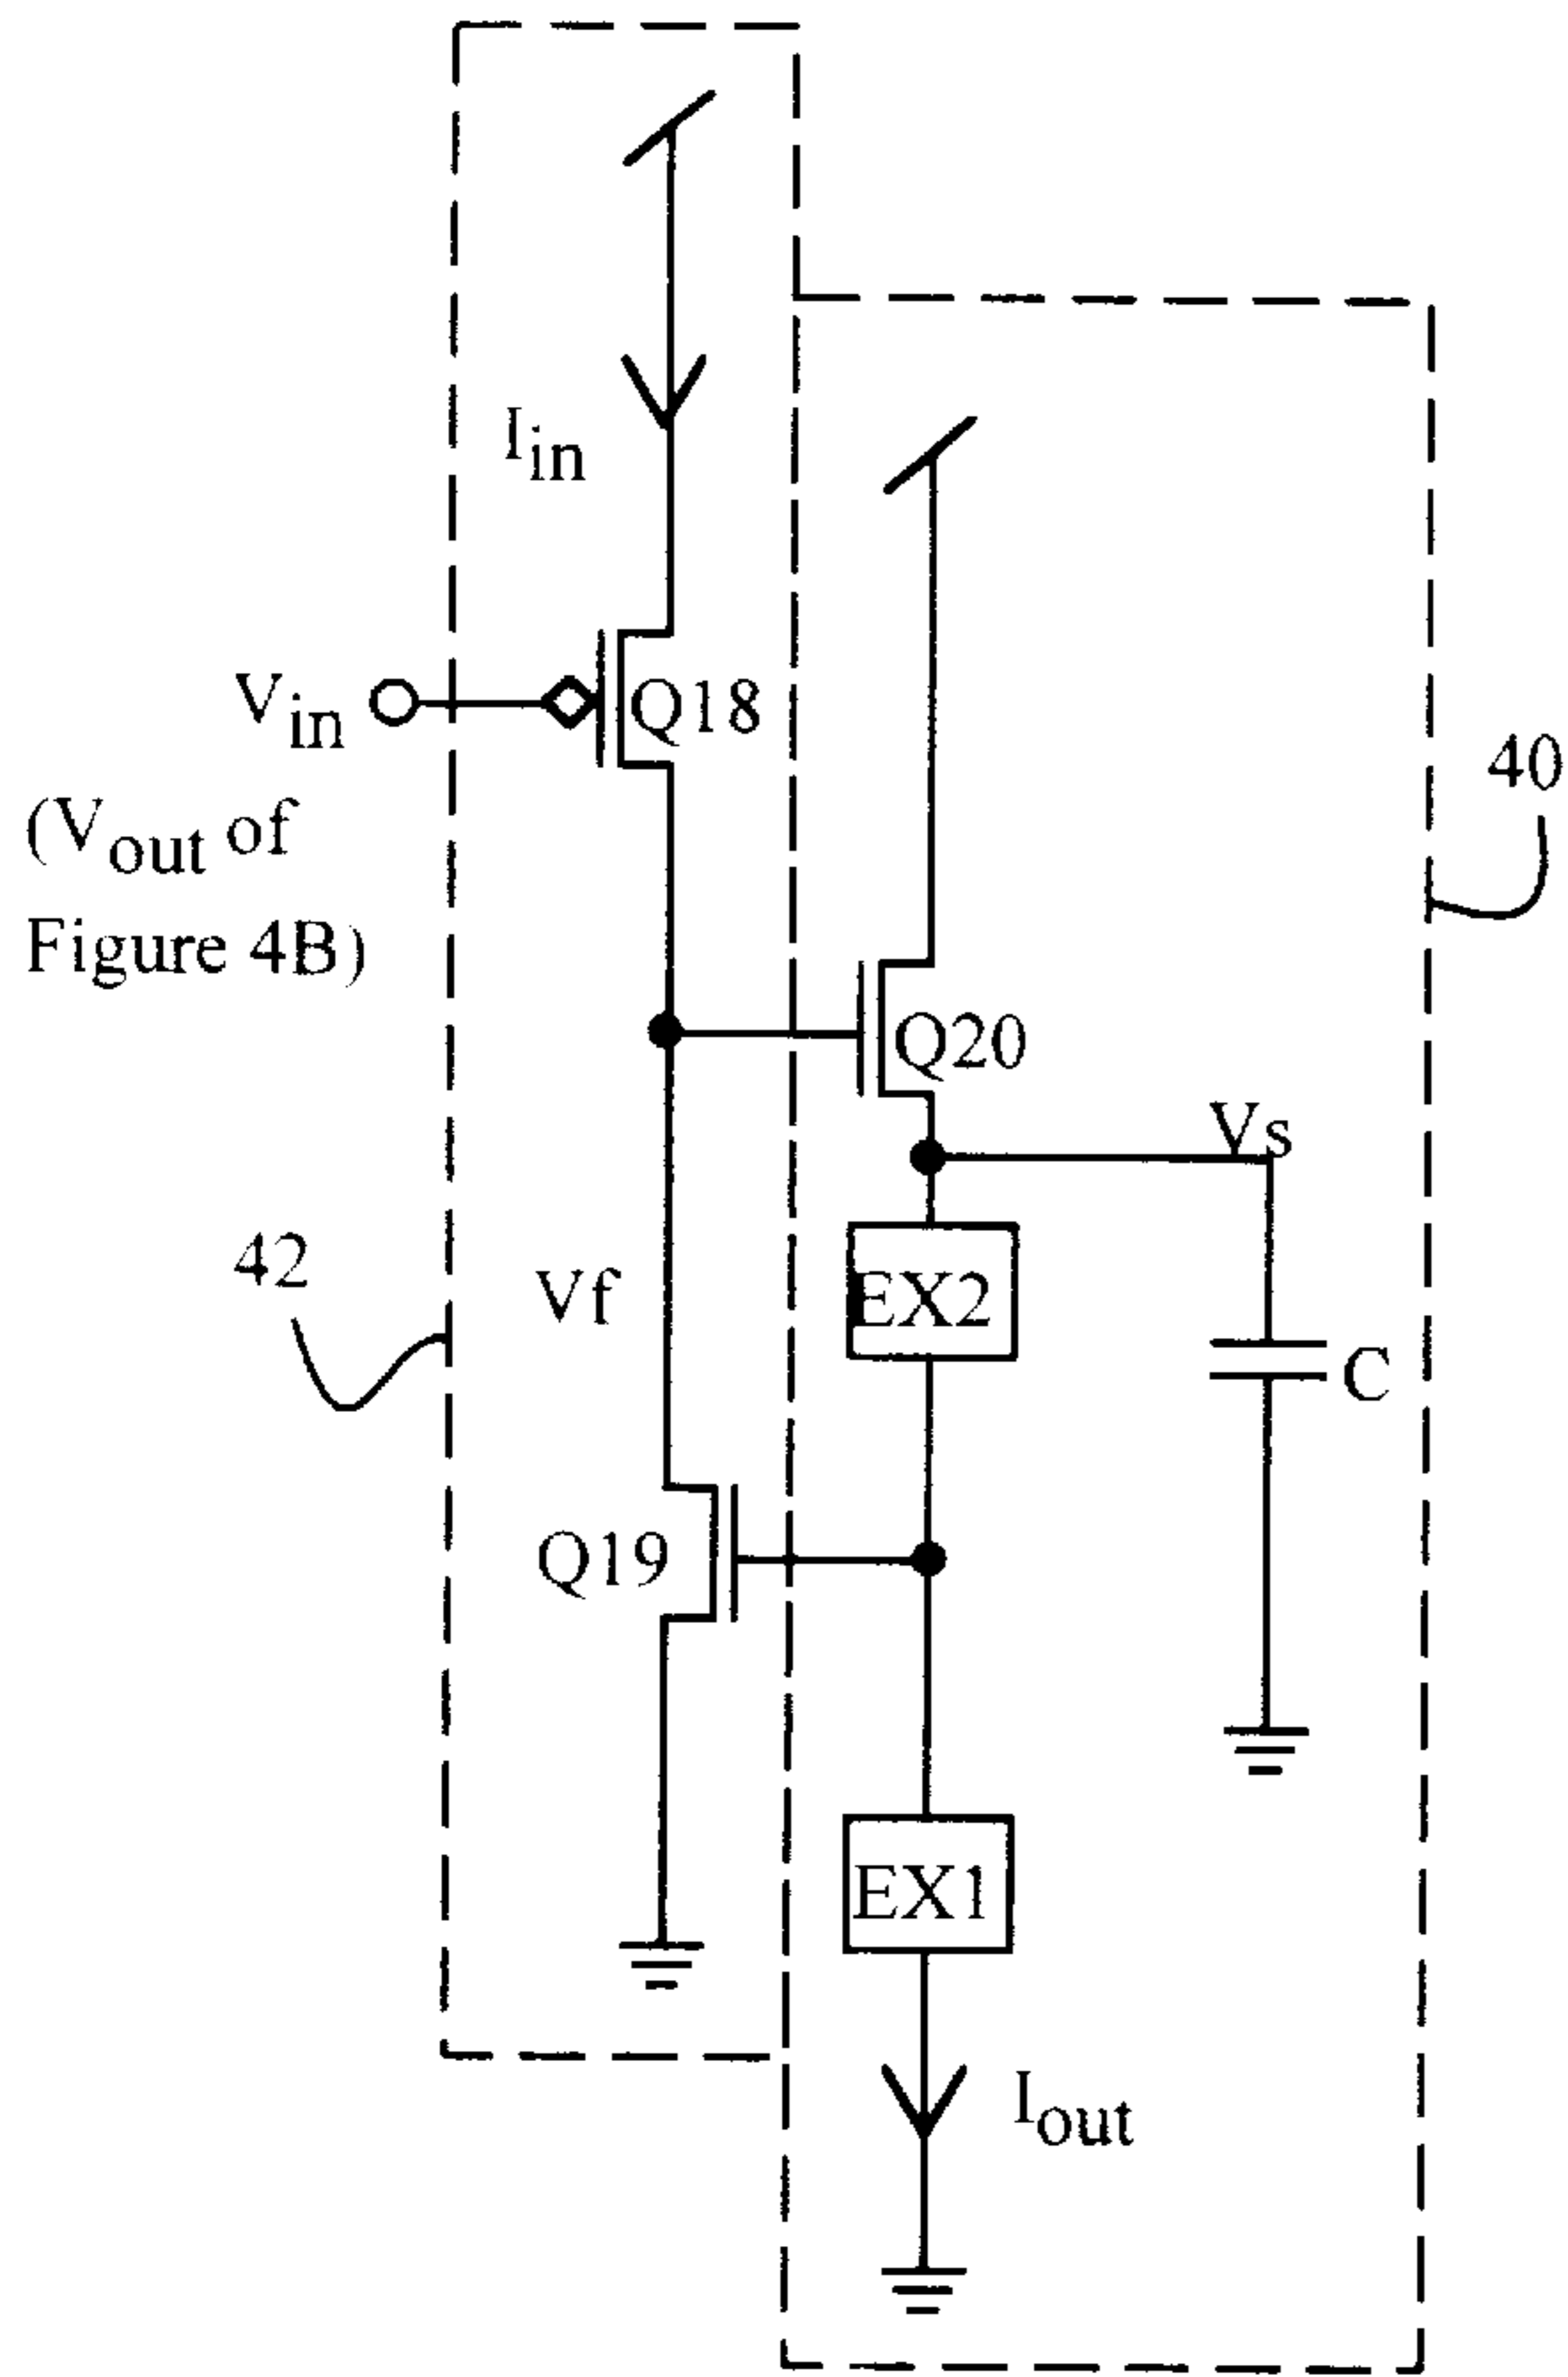 I_in
V_in
Q18
40
(V_out of
Figure 4B)
Q20
Vs
42
Vf
EX2
C
Q19
EX1
I_out